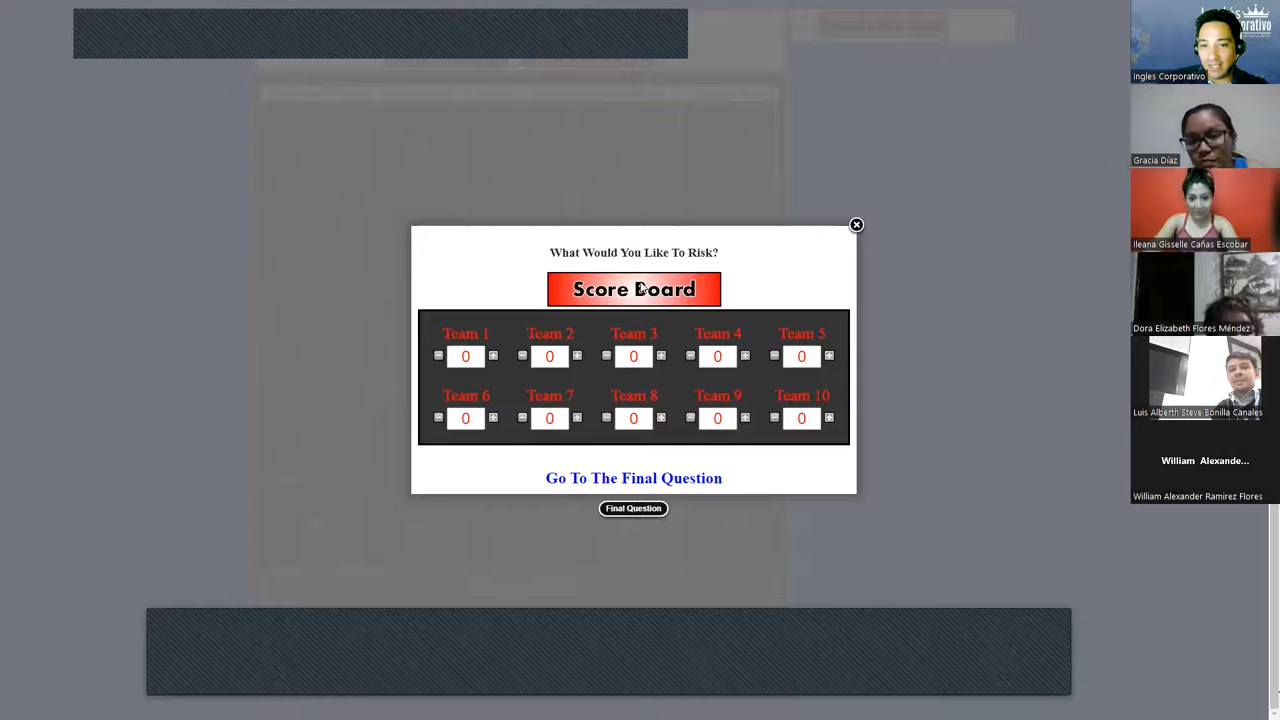 What Would You Like To Risk?
Score Board
Team 1 Team 2 Team 3 Team 4 Team 5
0 0 0 0 0
Team 6 Team 7 Team 8 Team 9 Team 10
0 0 0 0 0
Go To The Final Question
Final Question
Ingles Corporativo
Gracia Díaz
Ileana Gisselle Cañas Escobar
Dora Elizabeth Flores Méndez
Luis Alberth Steve Bonilla Canales
William Alexande...
William Alexander Ramirez Flores